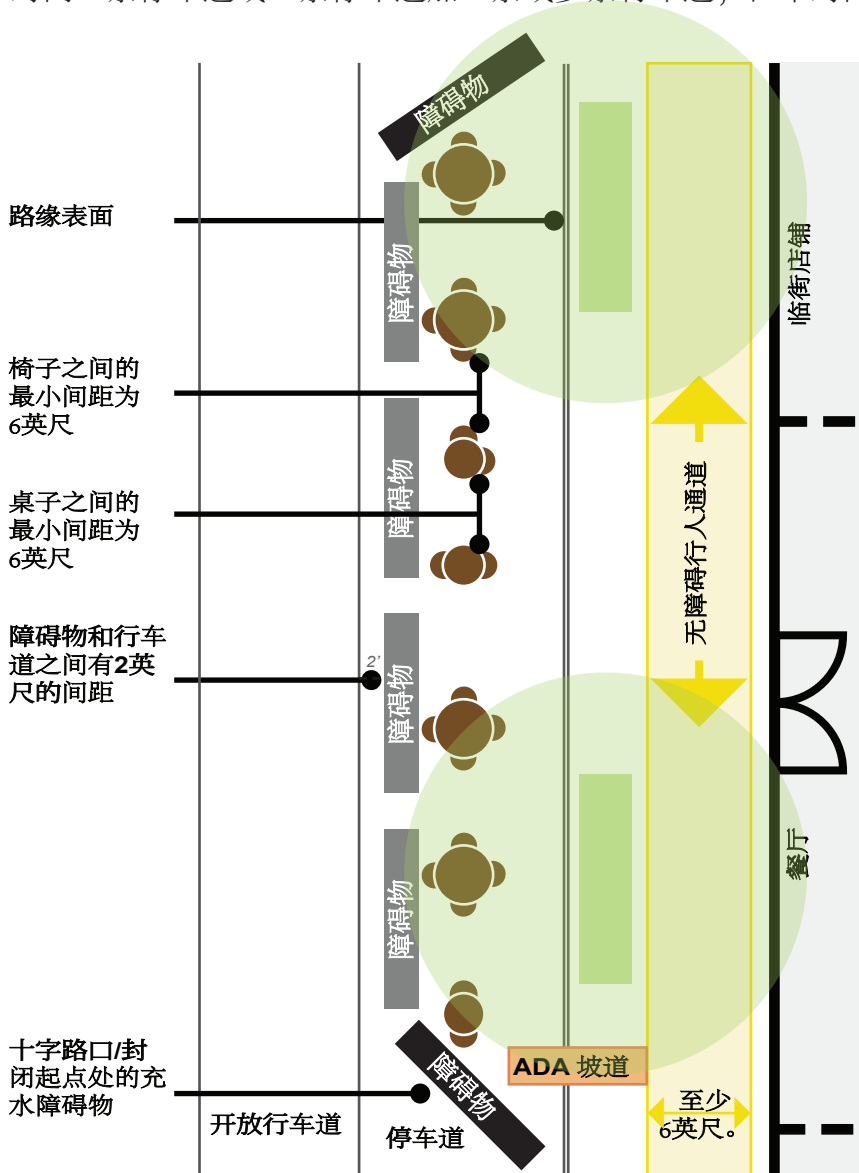 路缘表面
椅子之间的
最小间距为
6英尺
桌子之间的
最小间距为
6英尺
障碍物和行车
道之间有2英
尺的间距
十字路口/封
闭起点处的充
水障碍物
开放行车道
停车道
障碍物
障碍物
障碍物
2'
障碍物
障碍物
障碍物
ADA 坡道
无障碍行人通道
至少
6英尺。
临街店铺
餐厅